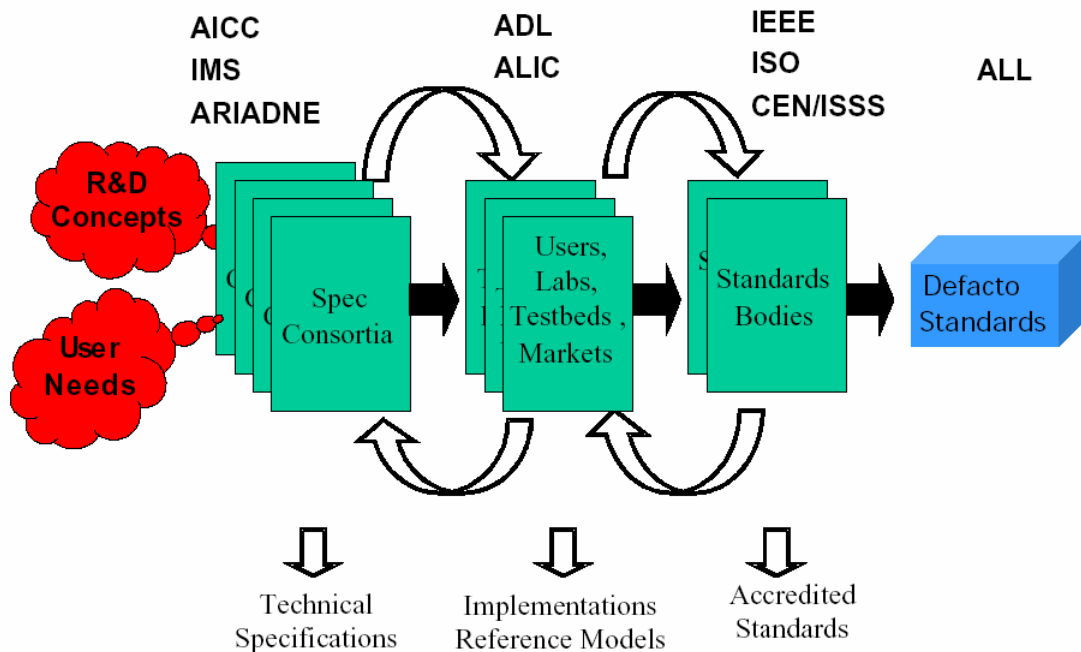 AICC
IMS
ARIADNE
ADL
ALIC
IEEE
ISO
CEN/ISSS
ALL
R&D
Concepts
User
Needs
Spec
Consortia
Users,
Labs,
Testbeds ,
Markets
Standards
Bodies
Defacto
Standards
Technical
Specifications
Implementations
Reference Models
Accredited
Standards